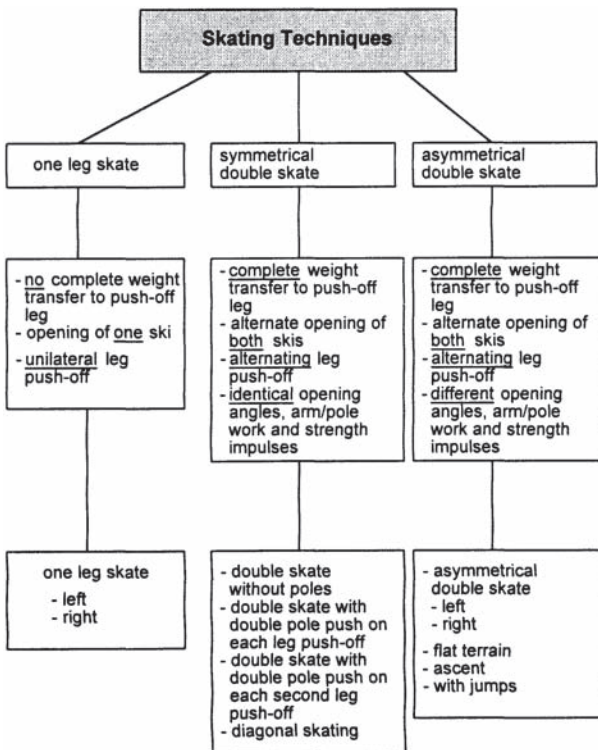 Skating Techniques
one leg skate
symmetrical
double skate
asymmetrical
double skate
- no complete weight
transfer to push-off
leg
- opening of one ski
- unilateral leg
push-off
- complete weight
transfer to push-off
leg
- alternate opening of
both skis
- alternating leg
push-off
- identical opening
angles, arm/pole
work and strength
impulses
- complete weight
transfer to push-off
leg
- alternate opening of
both skis
- alternating leg
push-off
- different opening
angles, arm/pole
work and strength
impulses
one leg skate
- left
- right
- double skate
without poles
- double skate with
double pole push on
each leg push-off
- double skate with
double pole push on
each second leg
push-off
- diagonal skating
- asymmetrical
double skate
- left
- right
- flat terrain
- ascent
- with jumps